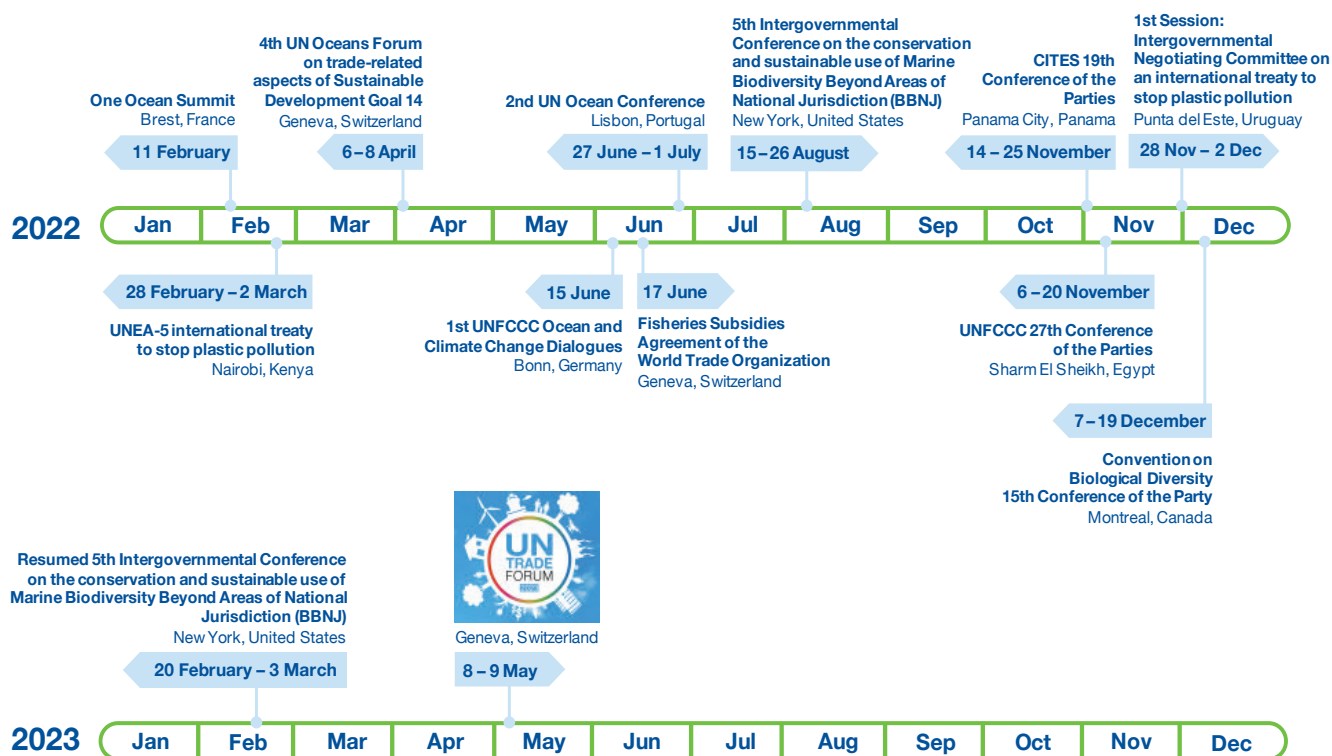 One Ocean Summit
Brest, France
11 February
4th UN Oceans Forum
on trade-related
aspects of Sustainable
Development Goal 14
Geneva, Switzerland
6–8 April
2nd UN Ocean Conference
Lisbon, Portugal
27 June – 1 July
5th Intergovernmental
Conference on the conservation
and sustainable use of Marine
Biodiversity Beyond Areas of
National Jurisdiction (BBNJ)
New York, United States
15–26 August
CITES 19th
Conference of the
Parties
Panama City, Panama
14 – 25 November
1st Session:
Intergovernmental
Negotiating Committee on
an international treaty to
stop plastic pollution
Punta del Este, Uruguay
28 Nov – 2 Dec
2022 Jan Feb Mar Apr May Jun Jul Aug Sep Oct Nov Dec
28 February – 2 March
UNEA-5 international treaty
to stop plastic pollution
Nairobi, Kenya
15 June
1st UNFCCC Ocean and
Climate Change Dialogues
Bonn, Germany
17 June
Fisheries Subsidies
Agreement of the
World Trade Organization
Geneva, Switzerland
6 – 20 November
UNFCCC 27th Conference
of the Parties
Sharm El Sheikh, Egypt
7 – 19 December
Convention on
Biological Diversity
15th Conference of the Party
Montreal, Canada
Resumed 5th Intergovernmental Conference
on the conservation and sustainable use of
Marine Biodiversity Beyond Areas of National
Jurisdiction (BBNJ)
New York, United States
20 February – 3 March
UN
TRADE
FORUM
Geneva, Switzerland
8 – 9 May
2023 Jan Feb Mar Apr May Jun Jul Aug Sep Oct Nov Dec